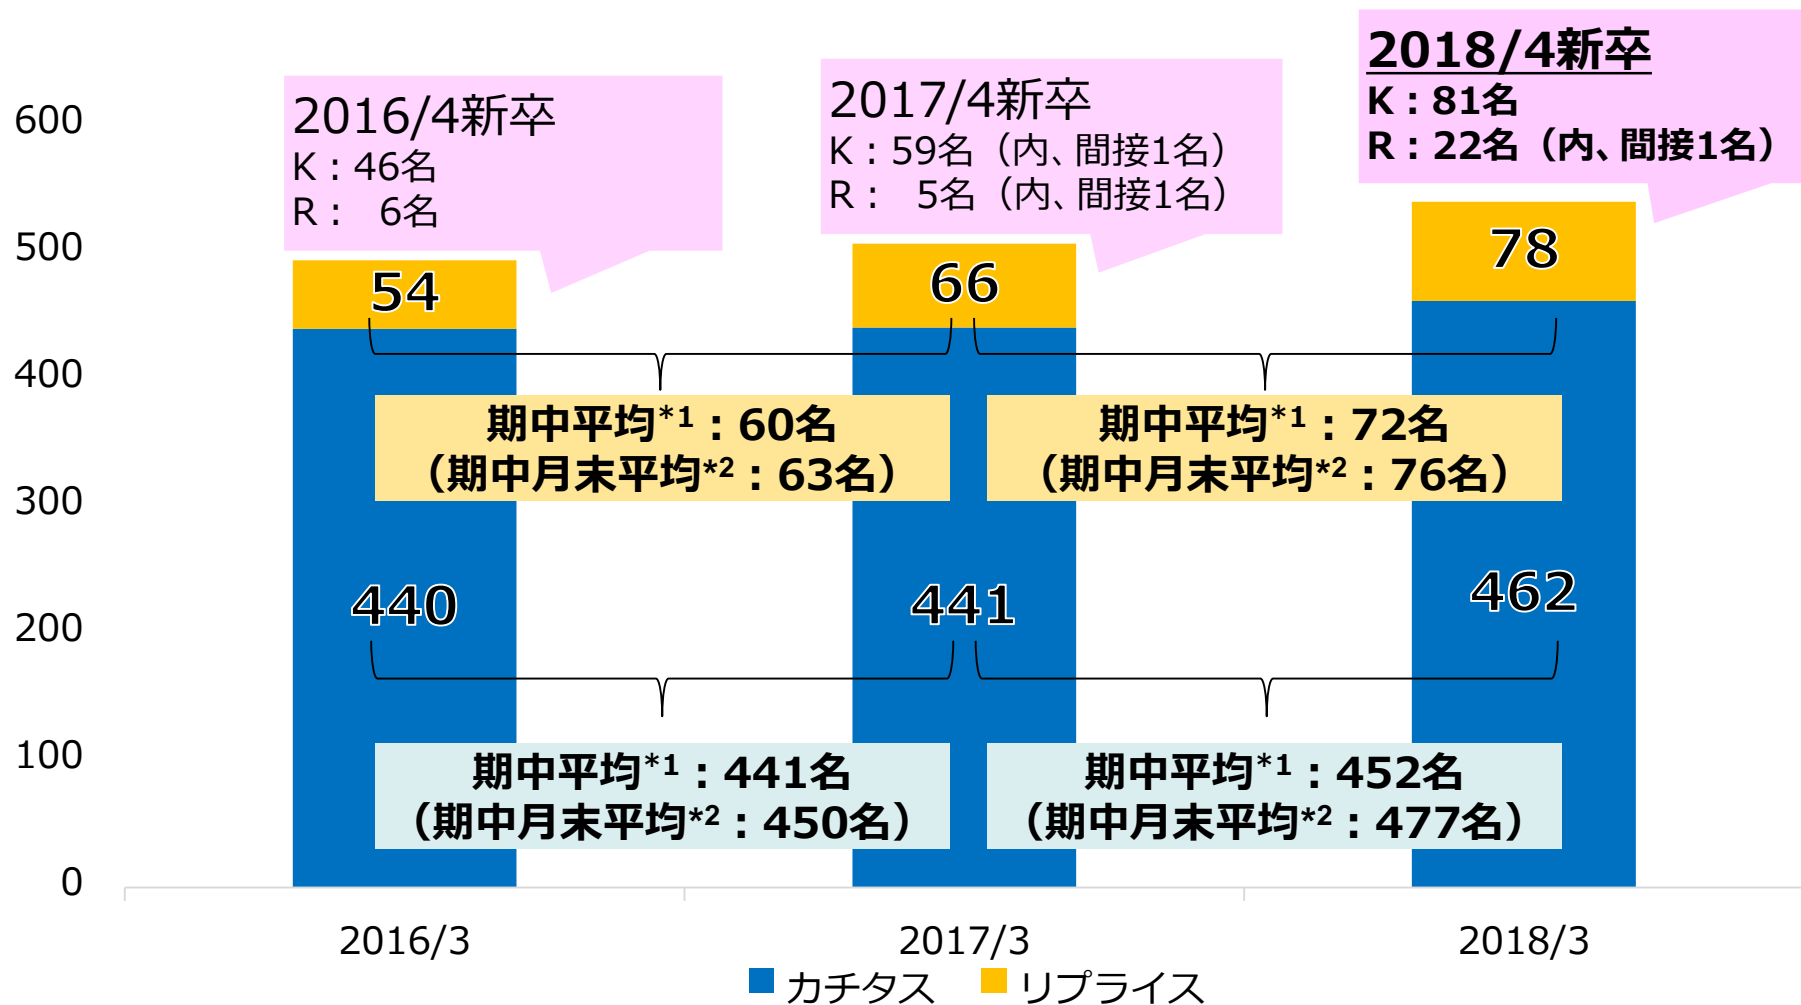 2016/4新卒
K：46名
R： 6名
2017/4新卒
K：59名（内、間接1名）
R： 5名（内、間接1名）
2018/4新卒
K：81名
R：22名（内、間接1名）
600
500
400
300
200
100
0
54
66
78
期中平均*1：60名
（期中月末平均*2：63名）
期中平均*1：72名
（期中月末平均*2：76名）
440
441
462
期中平均*1：441名
（期中月末平均*2：450名）
期中平均*1：452名
（期中月末平均*2：477名）
2016/3
2017/3
2018/3
カチタス
リプライス